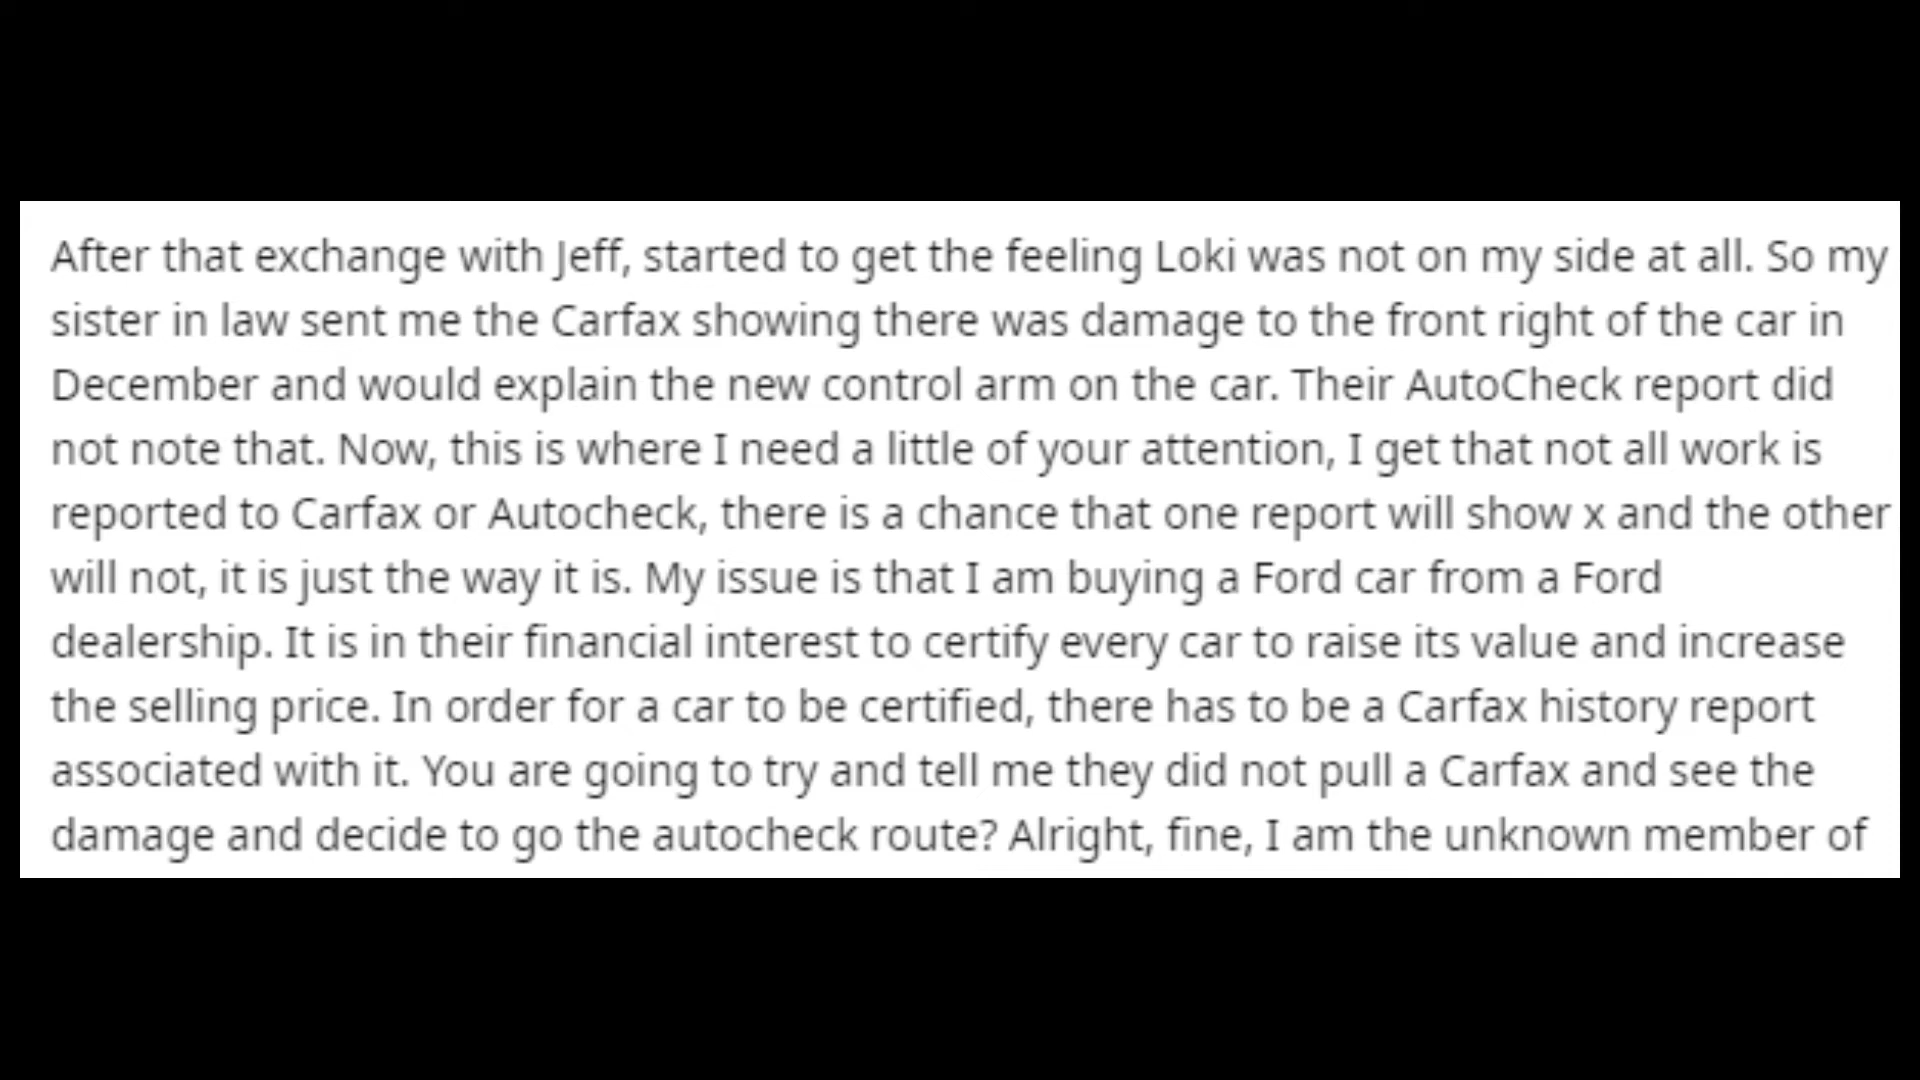 After that exchange with Jeff, started to get the feeling Loki was not on my side at all. So my
sister in law sent me the Carfax showing there was damage to the front right of the car in
December and would explain the new control arm on the car. Their AutoCheck report did
not note that. Now, this is where I need a little of your attention, I get that not all work is
reported to Carfax or Autocheck, there is a chance that one report will show x and the other
will not, it is just the way it is. My issue is that I am buying a Ford car from a Ford
dealership. It is in their financial interest to certify every car to raise its value and increase
the selling price. In order for a car to be certified, there has to be a Carfax history report
associated with it. You are going to try and tell me they did not pull a Carfax and see the
damage and decide to go the autocheck route? Alright, fine, I am the unknown member of